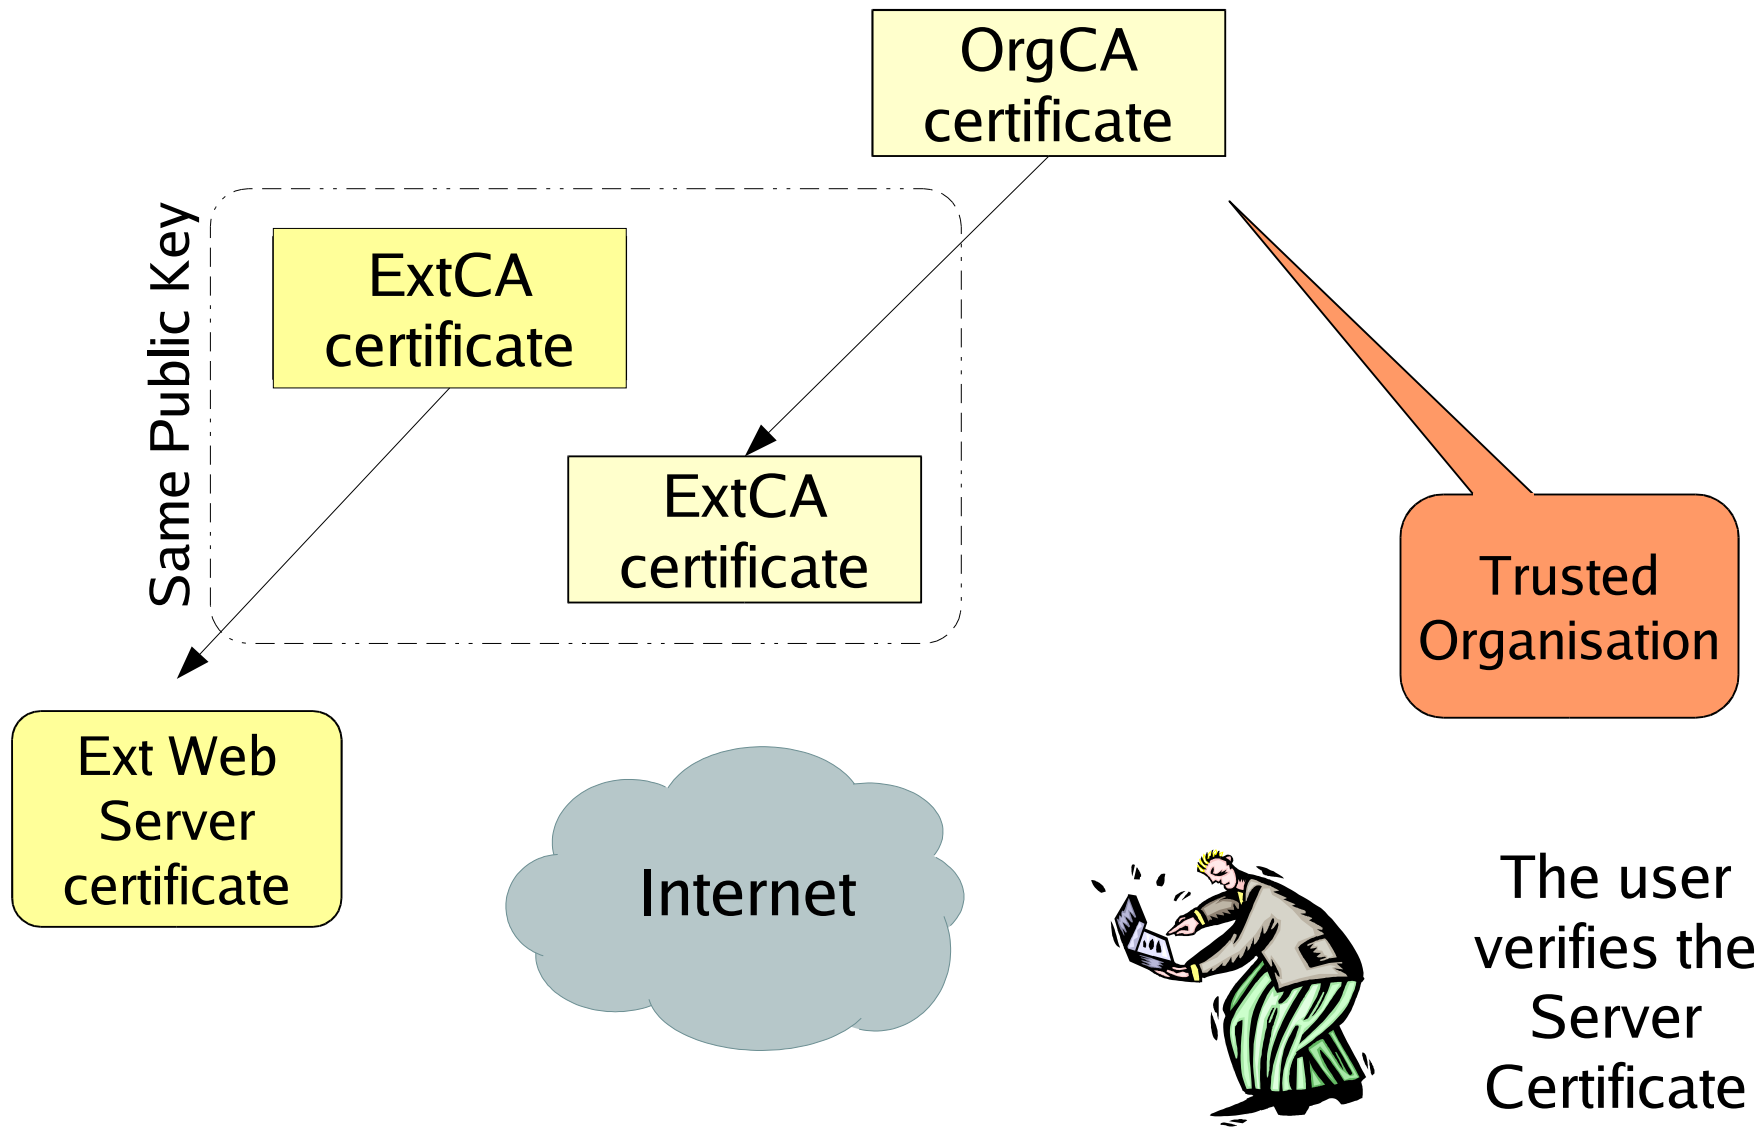 OrgCA
certificate
Same Public Key
ExtCA
certificate
ExtCA
certificate
Trusted
Organisation
Ext Web
Server
certificate
Internet
The user
verifies the
Server
Certificate